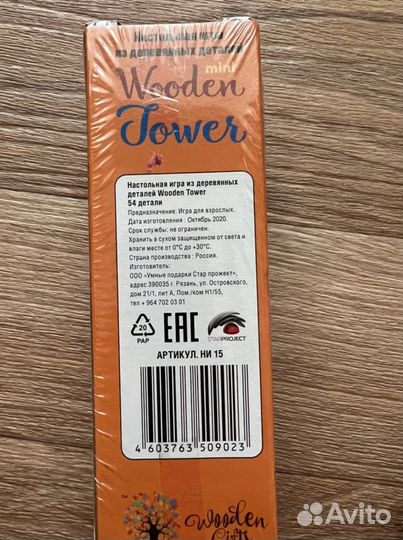 Настольная игра
из деревянных деталей
mini
Wooden
Tower
Настольная игра из деревянных
деталей Wooden Tower
54 детали
Предназначение: Игра для взрослых.
Дата изготовления : Октябрь 2020.
Срок службы: не ограничен.
Хранить в сухом защищенном от света и
влаги месте от 0°С до +30°С.
Страна производства : Россия.
Изготовитель:
ООО «Умные подарки Стар прожект»,
адрес 390035 г. Рязань, ул. Островского,
дом 21/1, лит А, Пом./ком Н1/55,
тел + 964 702 03 01
20
PAP
EAC
STARPROJECT
АРТИКУЛ. НИ 15
4 603763 509023
TM
Wooden
Gifts
Avito